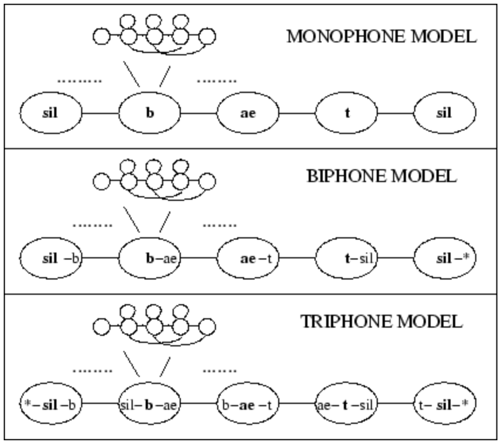 MONOPHONE MODEL
.........
........
sil b ae t sil
BIPHONE MODEL
........
.......
sil-b b-ae ae-t t-sil sil-*
TRIPHONE MODEL
........
.......
*-sil-b sil-b-ae b-ae-t ae-t-sil t-sil-*